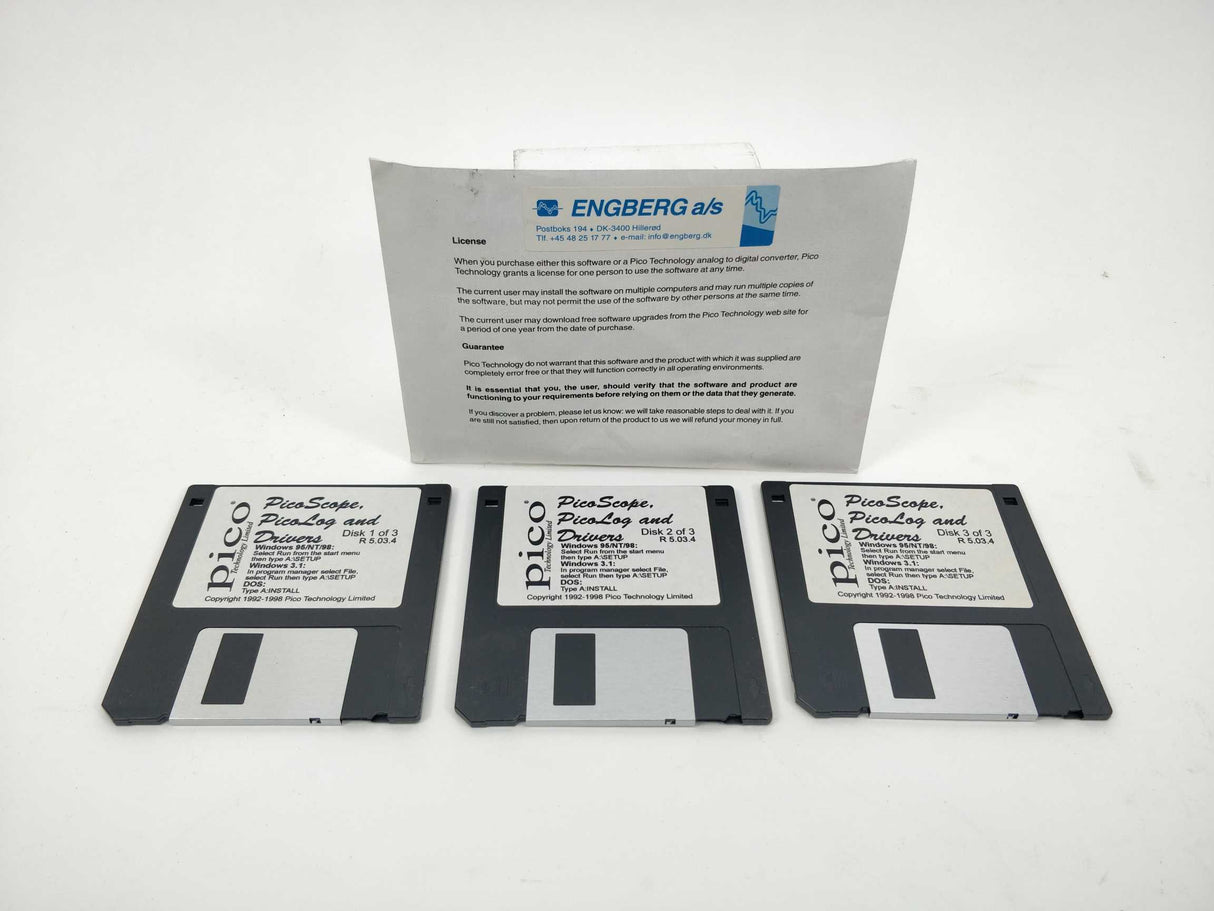 ENGBERG a/s
Postboks 194 ♦ DK-3400 Hillerød
Tlf. +45 48 25 17 77 ♦ e-mail: info@engberg.dk
License
When you purchase either this software or a Pico Technology analog to digital converter, Pico
Technology grants a license for one person to use the software at any time.
The current user may install the software on multiple computers and may run multiple copies of
the software, but may not permit the use of the software by other persons at the same time.
The current user may download free software upgrades from the Pico Technology web site for
a period of one year from the date of purchase.
Guarantee
Pico Technology do not warrant that this software and the product with which it was supplied are
completely error free or that they will function correctly in all operating environments.
It is essential that you, the user, should verify that the software and product are
functioning to your requirements before relying on them or the data that they generate.
If you discover a problem, please let us know: we will take reasonable steps to deal with it. If you
are still not satisfied, then upon return of the product to us we will refund your money in full.
pico®
Technology Limited
PicoScope,
PicoLog and
Drivers
Disk 1 of 3
R 5.03.4
Windows 95/NT/98:
Select Run from the start menu
then type A:\SETUP
Windows 3.1:
In program manager select File,
select Run then type A:\SETUP
DOS:
Type A:INSTALL
Copyright 1992-1998 Pico Technology Limited
pico®
Technology Limited
PicoScope,
PicoLog and
Drivers
Disk 2 of 3
R 5.03.4
Windows 95/NT/98:
Select Run from the start menu
then type A:\SETUP
Windows 3.1:
In program manager select File,
select Run then type A:\SETUP
DOS:
Type A:INSTALL
Copyright 1992-1998 Pico Technology Limited
pico®
Technology Limited
PicoScope,
PicoLog and
Drivers
Disk 3 of 3
R 5.03.4
Windows 95/NT/98:
Select Run from the start menu
then type A:\SETUP
Windows 3.1:
In program manager select File,
select Run then type A:\SETUP
DOS:
Type A:INSTALL
Copyright 1992-1998 Pico Technology Limited